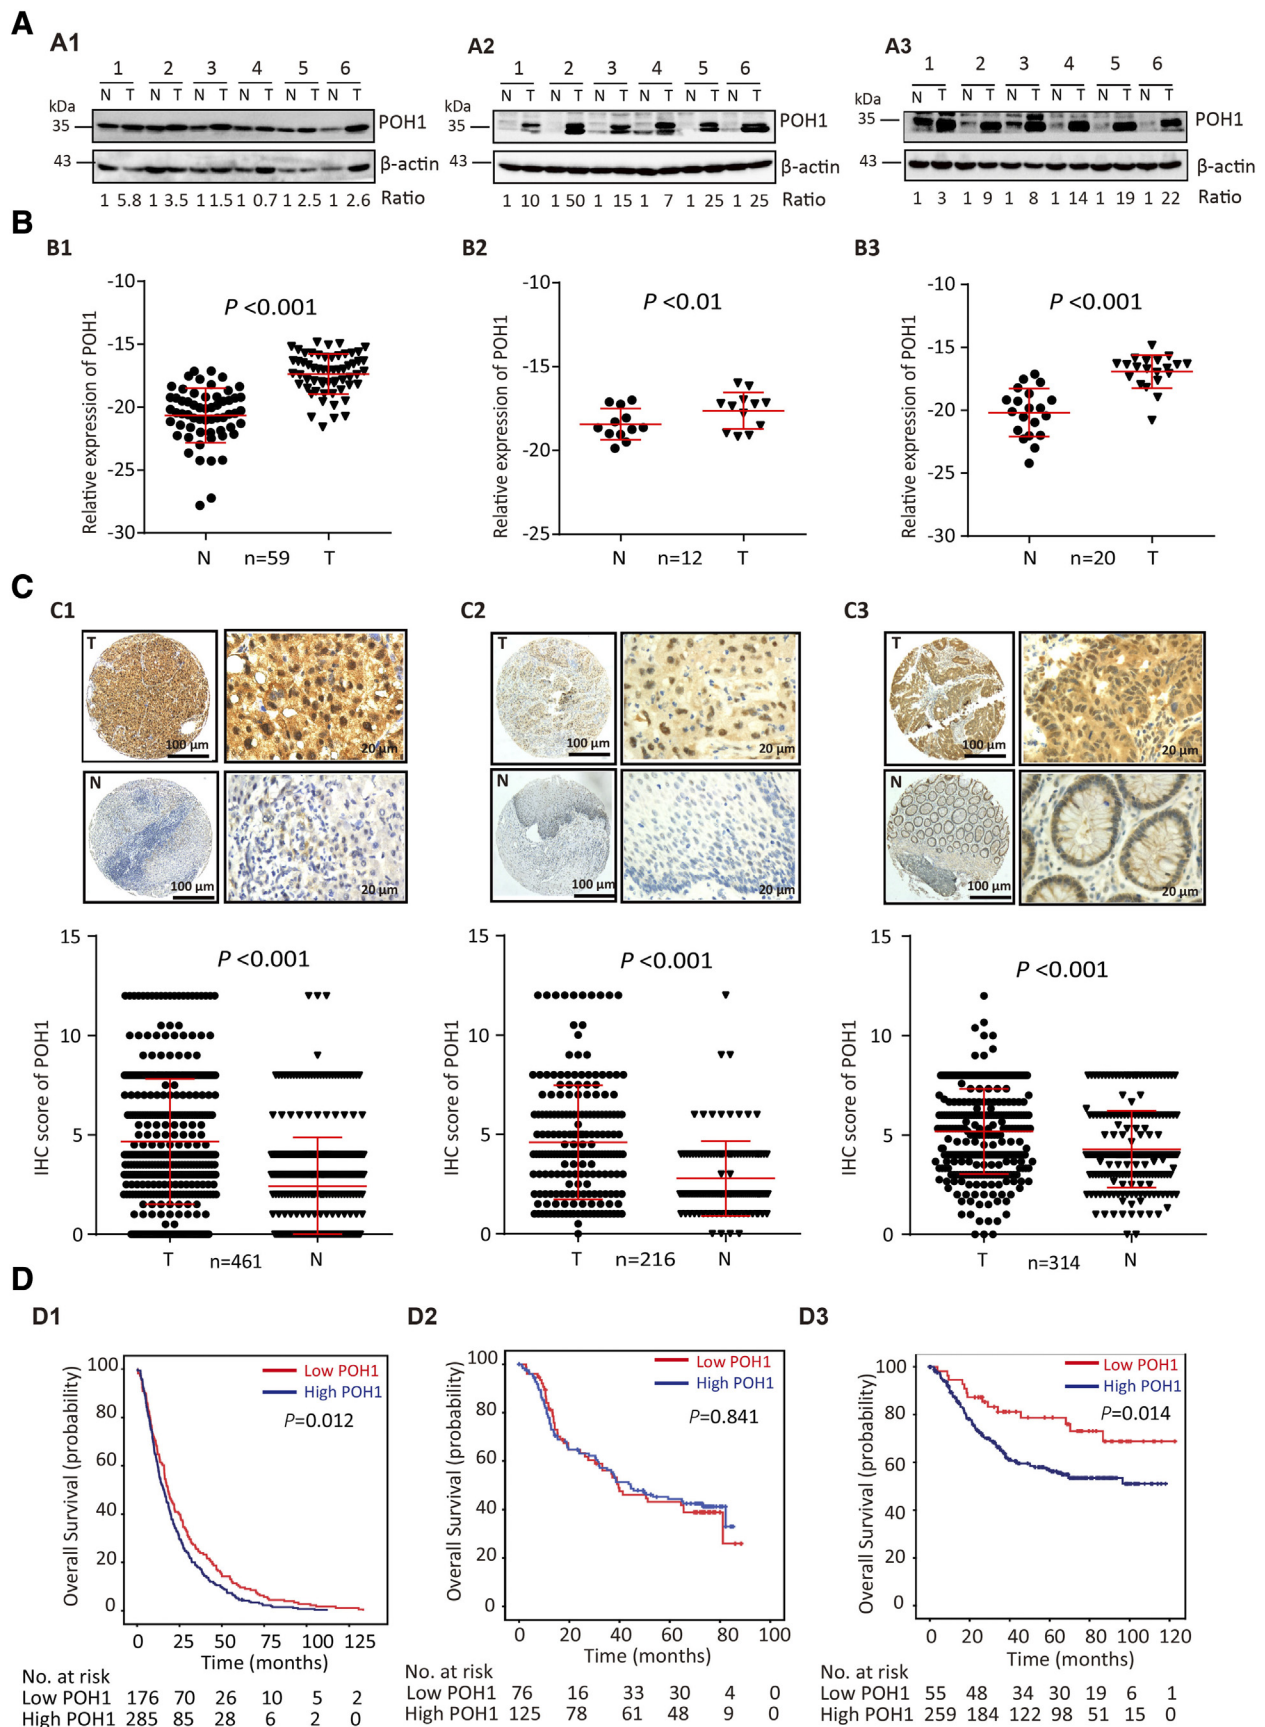 A
A1
1 2 3 4 5 6
N T N T N T N T N T N T
kDa
35
POH1
43
β-actin
1 5.8 1 3.5 1 1.5 1 0.7 1 2.5 1 2.6 Ratio
A2
1 2 3 4 5 6
N T N T N T N T N T N T
kDa
35
POH1
43
β-actin
1 10 1 50 1 15 1 7 1 25 1 25 Ratio
A3
1 2 3 4 5 6
N T N T N T N T N T N T
kDa
35
POH1
43
β-actin
1 3 1 9 1 8 1 14 1 19 1 22 Ratio
B
B1
Relative expression of POH1
-10
-15
-20
-25
-30
P <0.001
N n=59 T
B2
Relative expression of POH1
-10
-15
-20
-25
P <0.01
N n=12 T
B3
Relative expression of POH1
-10
-15
-20
-25
-30
P <0.001
N n=20 T
C
C1
T
100 μm
20 μm
N
100 μm
20 μm
IHC score of POH1
15
10
5
0
P <0.001
T n=461 N
C2
T
100 μm
20 μm
N
100 μm
20 μm
IHC score of POH1
15
10
5
0
P <0.001
T n=216 N
C3
T
100 μm
20 μm
N
100 μm
20 μm
IHC score of POH1
15
10
5
0
P <0.001
T n=314 N
D
D1
Overall Survival (probability)
100
80
60
40
20
0
Low POH1
High POH1
P=0.012
0 25 50 75 100 125
Time (months)
No. at risk
Low POH1 176 70 26 10 5 2
High POH1 285 85 28 6 2 0
D2
Overall Survival (probability)
100
80
60
40
20
0
Low POH1
High POH1
P=0.841
0 20 40 60 80 100
Time (months)
No. at risk
Low POH1 76 16 33 30 4 0
High POH1 125 78 61 48 9 0
D3
Overall Survival (probability)
100
80
60
40
20
0
Low POH1
High POH1
P=0.014
0 20 40 60 80 100 120
Time (months)
No. at risk
Low POH1 55 48 34 30 19 6 1
High POH1 259 184 122 98 51 15 0